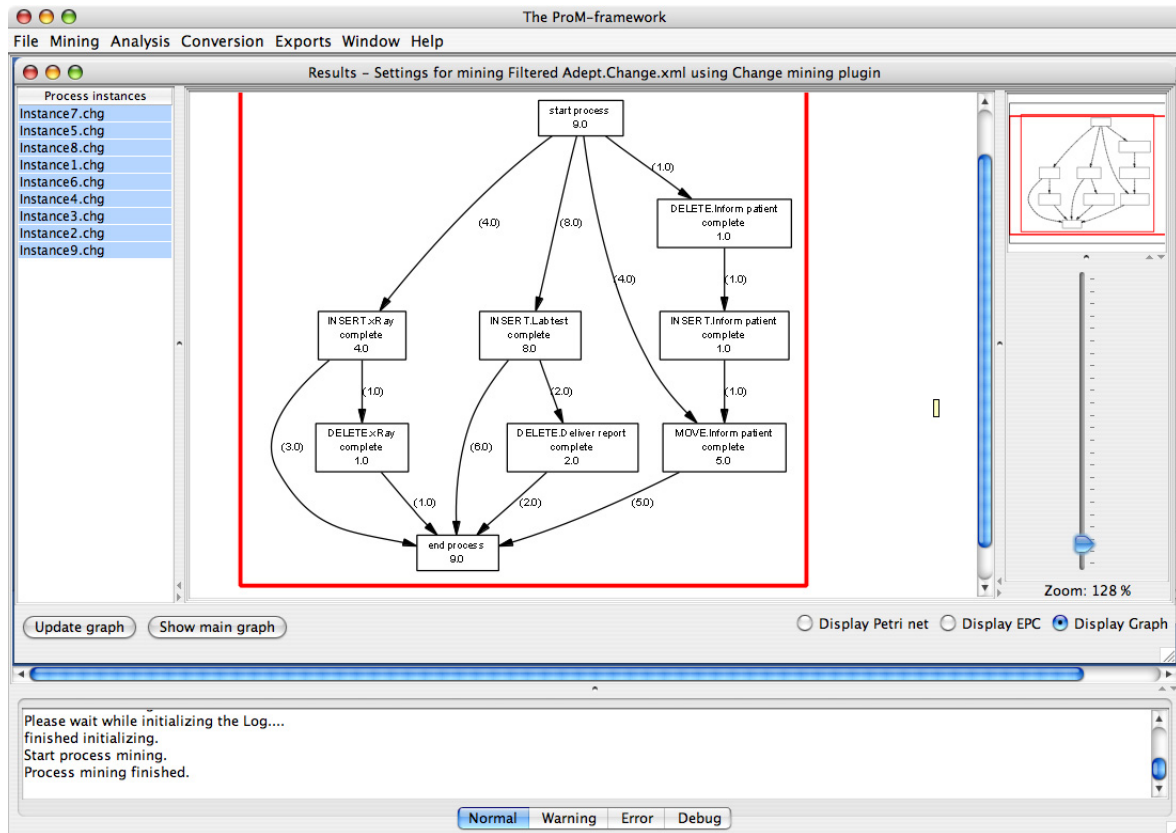 The ProM-framework
File Mining Analysis Conversion Exports Window Help
Results - Settings for mining Filtered Adept.Change.xml using Change mining plugin
Process instances
Instance7.chg
Instance5.chg
Instance8.chg
Instance1.chg
Instance6.chg
Instance4.chg
Instance3.chg
Instance2.chg
Instance9.chg
start process
9.0
(1.0)
(4.0)
(8.0)
(4.0)
DELETE.Inform patient
complete
1.0
(1.0)
INSERT.xRay
complete
4.0
INSERT.Lab test
complete
8.0
INSERT.Inform patient
complete
1.0
(1.0)
(2.0)
(1.0)
(3.0)
DELETE.xRay
complete
1.0
(6.0)
DELETE.Deliver report
complete
2.0
MOVE.Inform patient
complete
5.0
(1.0)
(2.0)
(5.0)
end process
9.0
Zoom: 128 %
Update graph
Show main graph
Display Petri net
Display EPC
Display Graph
Please wait while initializing the Log....
finished initializing.
Start process mining.
Process mining finished.
Normal Warning Error Debug